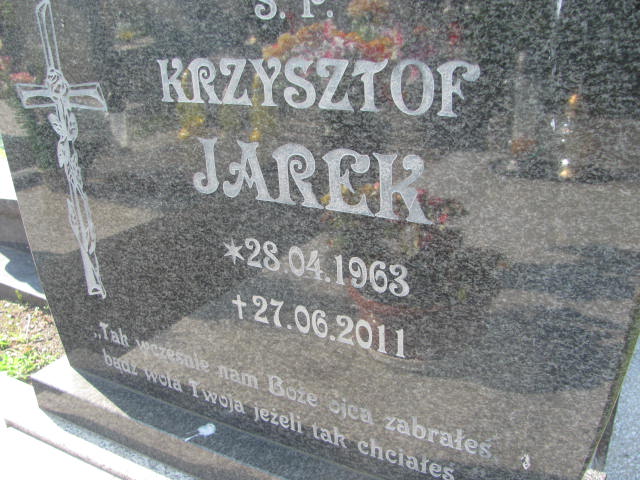 Ś. P.
KRZYSZTOF
JAREK
*28.04.1963
†27.06.2011
„Tak wcześnie nam Boże ojca zabrałeś
bądź wola Twoja jeżeli tak chciałeś"